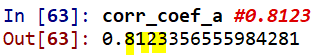 In [63]: corr_coef_a #0.8123
Out[63]: 0.8123356555984281